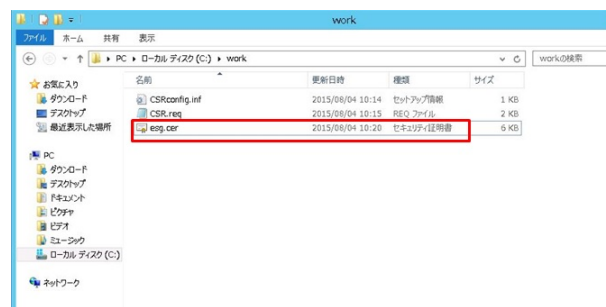 work
ファイル ホーム 共有 表示
PC ローカル ディスク (C:) work workの検索
お気に入り
ダウンロード
デスクトップ
最近表示した場所
PC
ダウンロード
デスクトップ
ドキュメント
ピクチャ
ビデオ
ミュージック
ローカル ディスク (C:)
ネットワーク
名前 更新日時 種類 サイズ
CSRconfig.inf 2015/08/04 10:14 セットアップ情報 1 KB
CSR.req 2015/08/04 10:15 REQ ファイル 2 KB
esg.cer 2015/08/04 10:20 セキュリティ証明書 6 KB